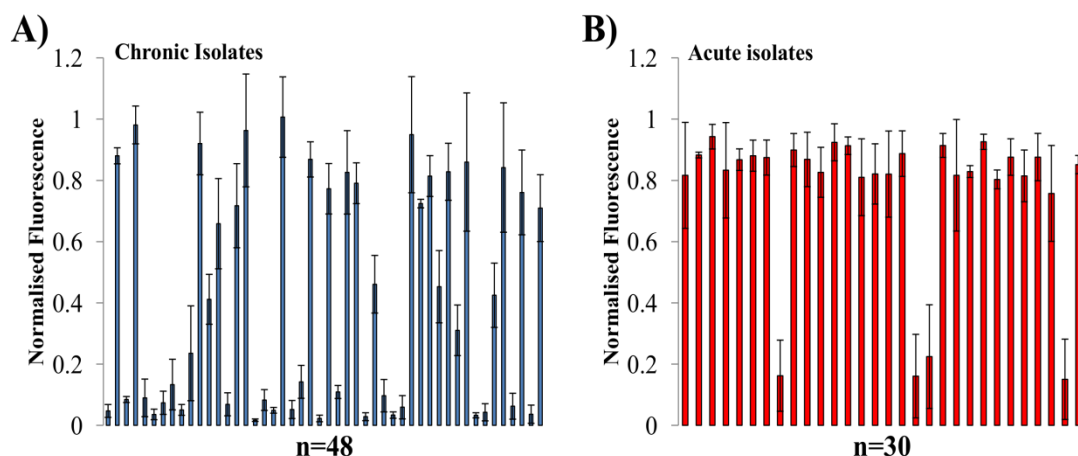 A)
Chronic Isolates
Normalised Fluorescence
1.2
1
0.8
0.6
0.4
0.2
0
n=48
B)
Acute isolates
Normalised Fluorescence
1.2
1
0.8
0.6
0.4
0.2
0
n=30